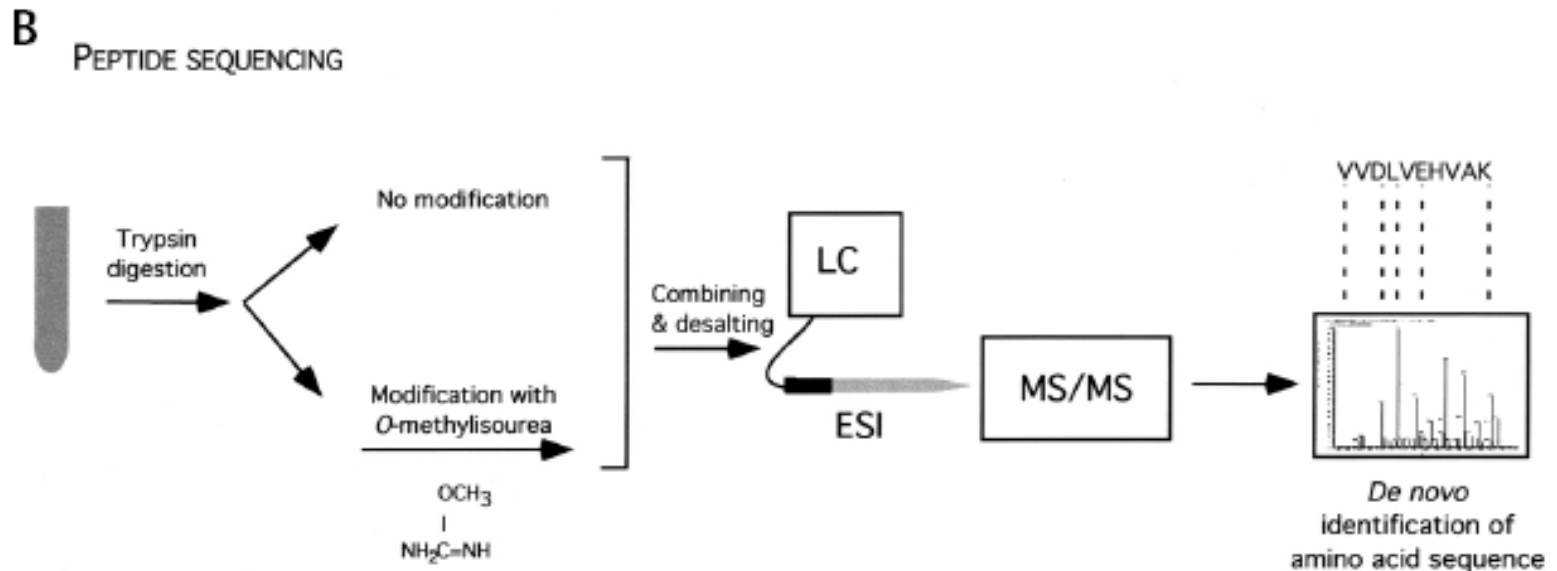 B
PEPTIDE SEQUENCING
Trypsin
digestion
No modification
Modification with
O-methylisourea
OCH3
NH2C=NH
Combining
& desalting
LC
ESI
MS/MS
VVDLVEHVAK
De novo
identification of
amino acid sequence